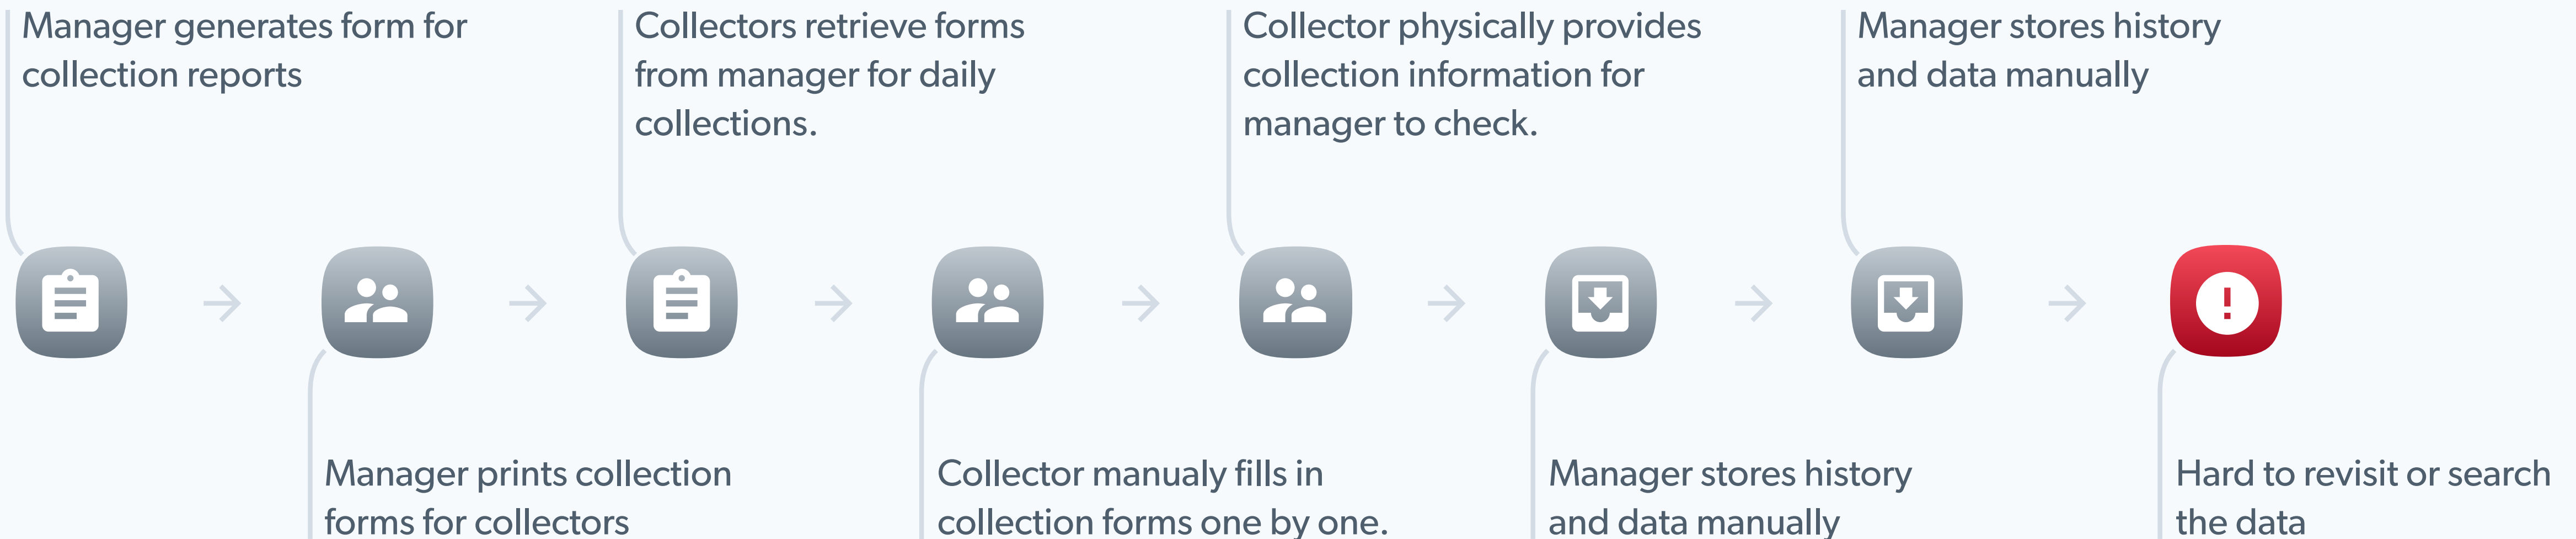 Manager generates form for
collection reports
Manager prints collection
forms for collectors
Collectors retrieve forms
from manager for daily
collections.
Collector manualy fills in
collection forms one by one.
Collector physically provides
collection information for
manager to check.
Manager stores history
and data manually
Manager stores history
and data manually
Hard to revisit or search
the data